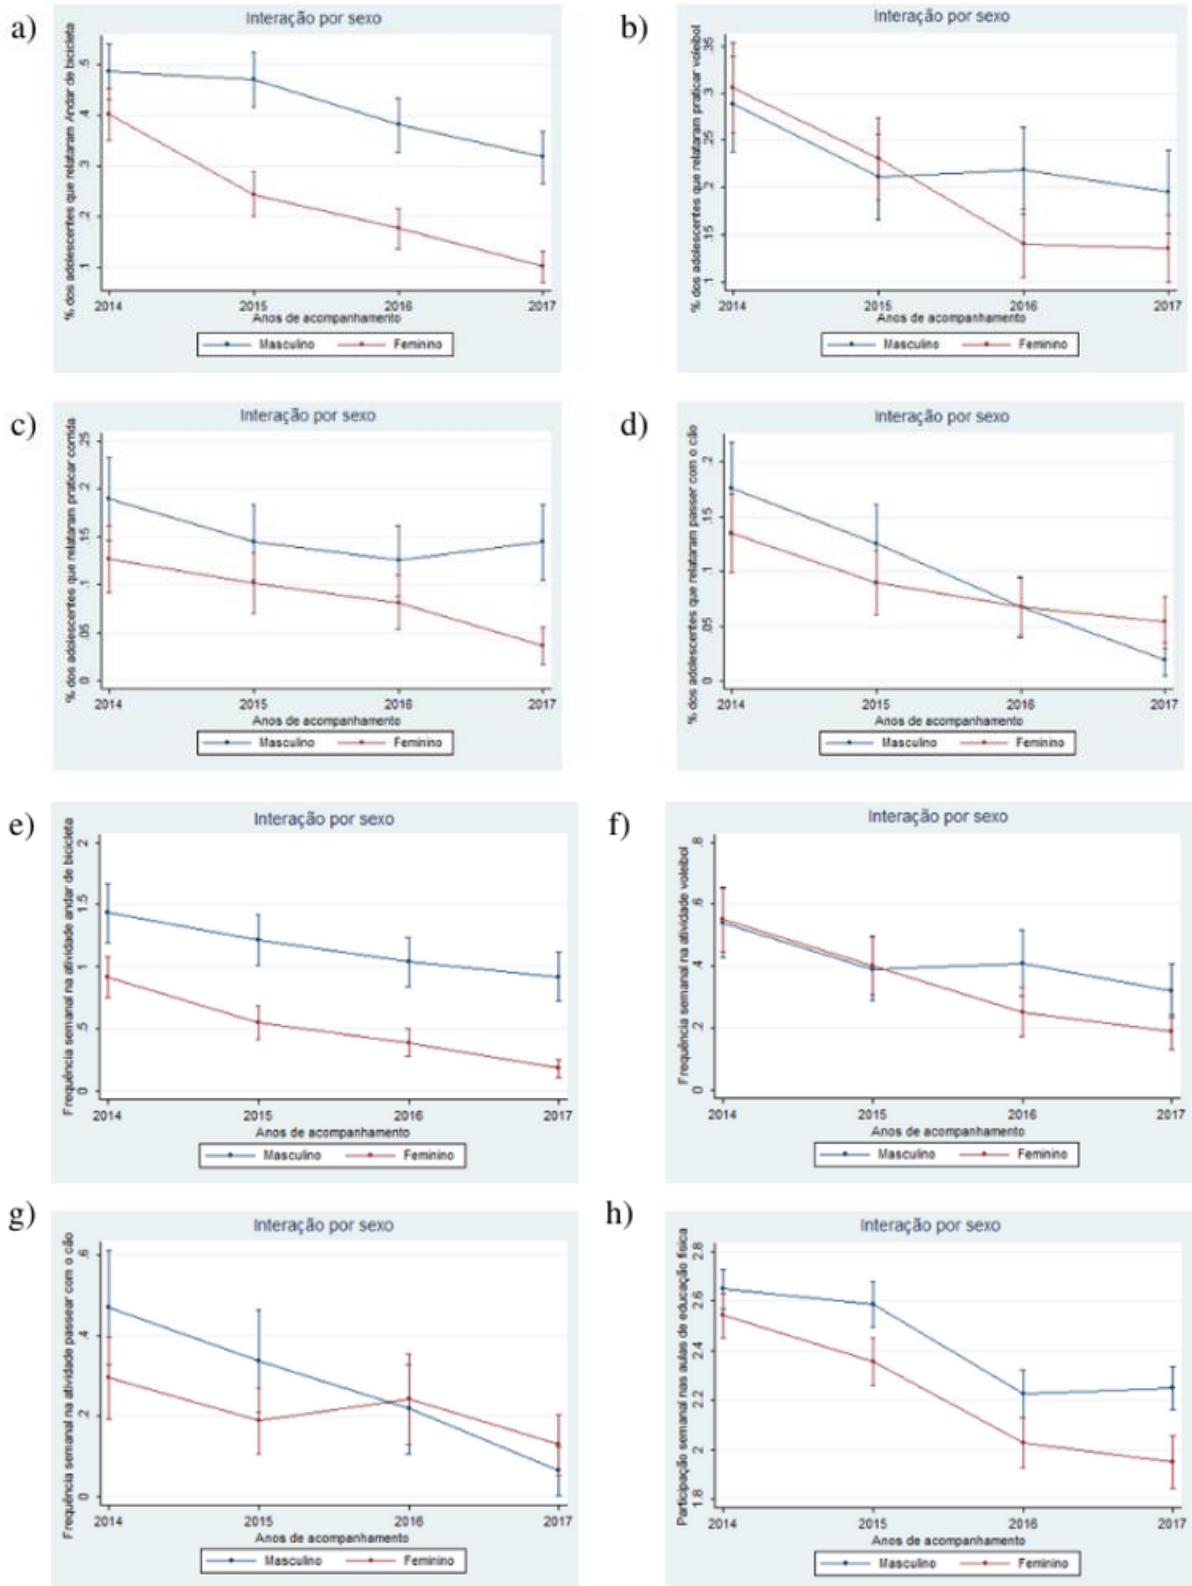 a)
Interação por sexo
% dos adolescentes que relataram Andar de bicicleta
.5
.4
.3
.2
.1
2014 2015 2016 2017
Anos de acompanhamento
Masculino Feminino
b)
Interação por sexo
% dos adolescentes que relataram praticar voleibol
.35
.3
.25
.2
.15
.1
2014 2015 2016 2017
Anos de acompanhamento
Masculino Feminino
c)
Interação por sexo
% dos adolescentes que relataram praticar corrida
.25
.2
.15
.1
.05
0
2014 2015 2016 2017
Anos de acompanhamento
Masculino Feminino
d)
Interação por sexo
% dos adolescentes que relataram passer com o cão
.2
.15
.1
.05
0
2014 2015 2016 2017
Anos de acompanhamento
Masculino Feminino
e)
Interação por sexo
Frequência semanal na atividade andar de bicicleta
2
1.5
1
.5
0
2014 2015 2016 2017
Anos de acompanhamento
Masculino Feminino
f)
Interação por sexo
Frequência semanal na atividade voleibol
.8
.6
.4
.2
0
2014 2015 2016 2017
Anos de acompanhamento
Masculino Feminino
g)
Interação por sexo
Frequência semanal na atividade passear com o cão
.6
.4
.2
0
2014 2015 2016 2017
Anos de acompanhamento
Masculino Feminino
h)
Interação por sexo
Participação semanal nas aulas de educação física
2.8
2.6
2.4
2.2
2
1.8
2014 2015 2016 2017
Anos de acompanhamento
Masculino Feminino